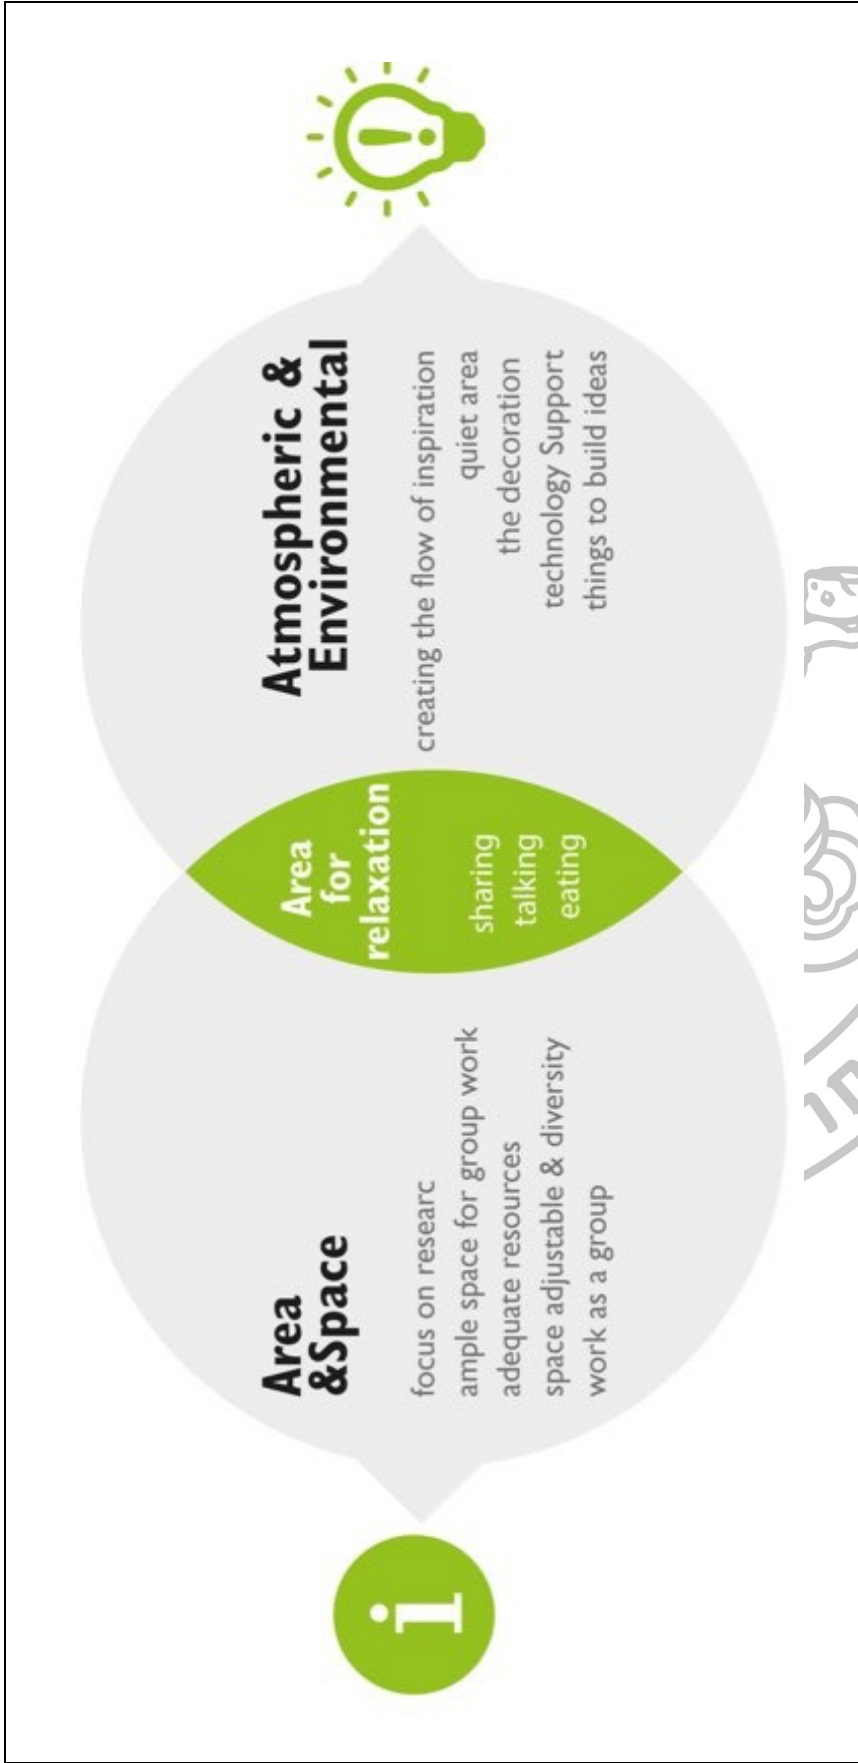 i
Area
&Space
focus on researc
ample space for group work
adequate resources
space adjustable & diversity
work as a group
Area
for
relaxation
sharing
talking
eating
Atmospheric &
Environmental
creating the flow of inspiration
quiet area
the decoration
technology Support
things to build ideas